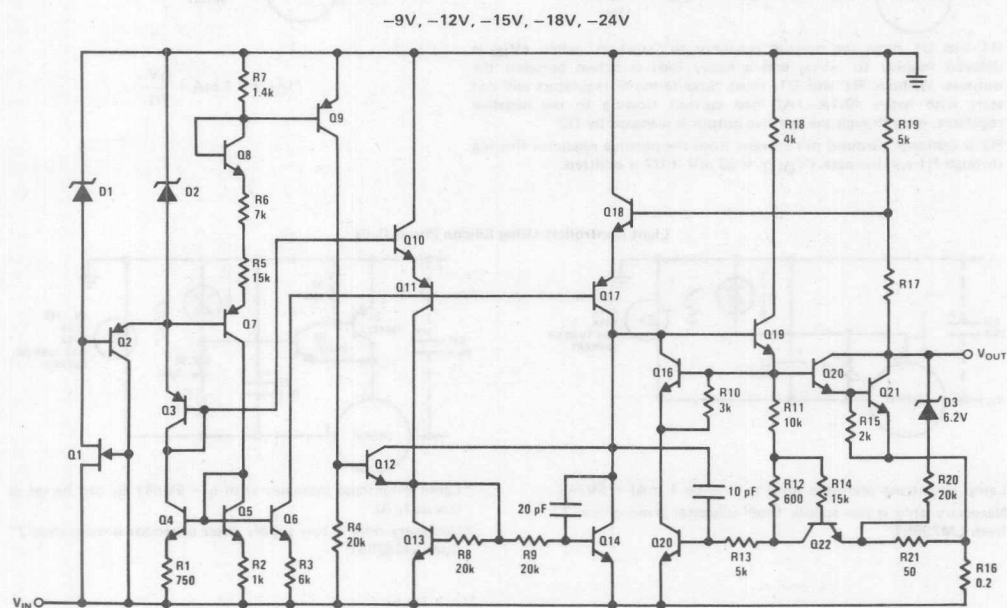 −9V, −12V, −15V, −18V, −24V
R7
1.4k
Q9
R18
4k
R19
5k
Q8
D1
D2
R6
7k
Q18
Q10
R5
15k
Q11
Q17
R17
Q2
Q7
Q19
VOUT
Q16
R10
3k
Q20
Q21
D3
6.2V
Q3
R11
10k
R15
2k
Q1
Q12
10 pF
R12
600
R14
15k
R20
20k
20 pF
Q4
Q5
Q6
R4
20k
Q13
R8
20k
R9
20k
Q14
Q20
R13
5k
Q22
R21
50
R16
0.2
R1
750
R2
1k
R3
6k
VIN